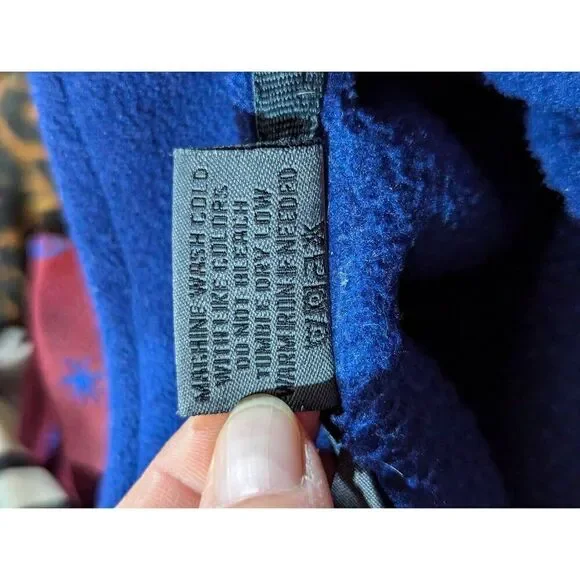 MACHINE WASH COLD
WITH LIKE COLORS
DO NOT BLEACH
TUMBLE DRY LOW
WARM IRON IF NEEDED